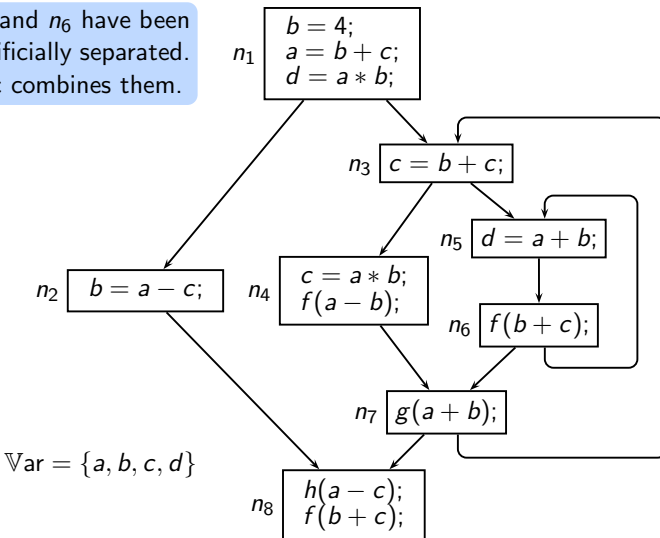 and n₆ have been
ficially separated.
combines them.
n₁
b = 4;
a = b + c;
d = a ∗ b;
n₃
c = b + c;
n₅
d = a + b;
n₂
b = a − c;
n₄
c = a ∗ b;
f(a − b);
n₆
f(b + c);
n₇
g(a + b);
𝕍ar = {a, b, c, d}
n₈
h(a − c);
f(b + c);